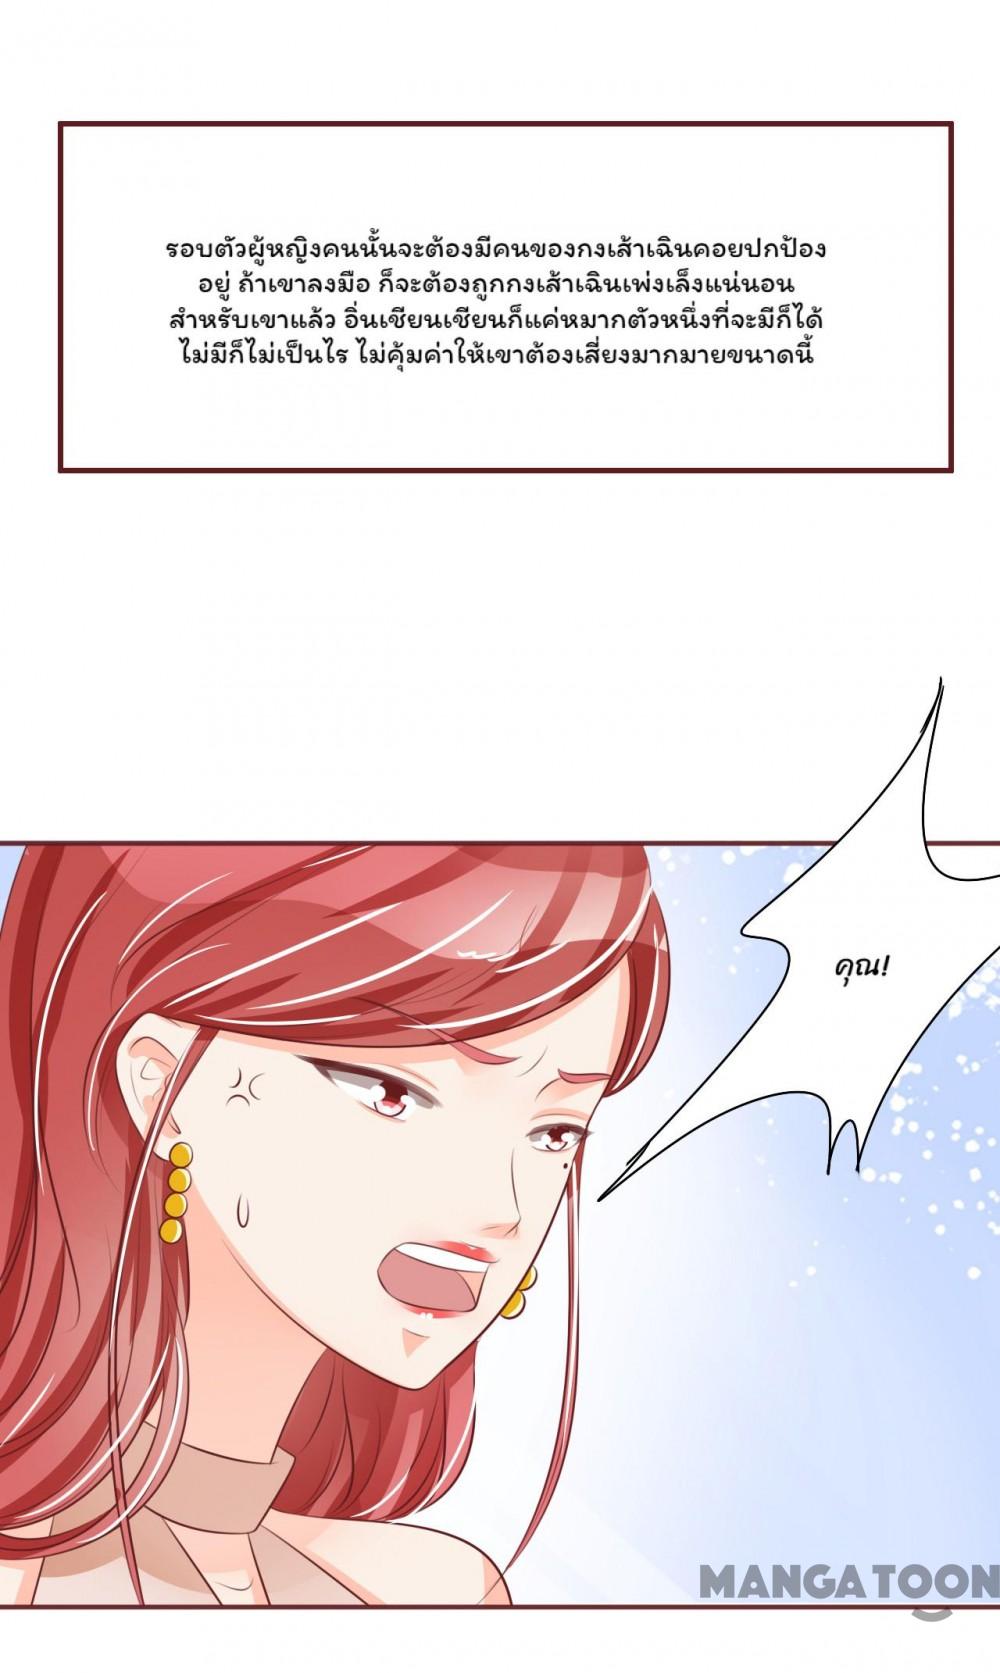 รอบตัวผู้หญิงคนนั้นจะต้องมีคนของกงเส้าเฉินคอยปกป้อง
อยู่ ถ้าเขาลงมือ ก็จะต้องถูกกงเส้าเฉินเพ่งเล็งแน่นอน
สำหรับเขาแล้ว อิ่นเชียนเชียนก็แค่หมากตัวหนึ่งที่จะมีก็ได้
ไม่มีก็ไม่เป็นไร ไม่คุ้มค่าให้เขาต้องเสี่ยงมากมายขนาดนี้
คุณ!
MANGATOON